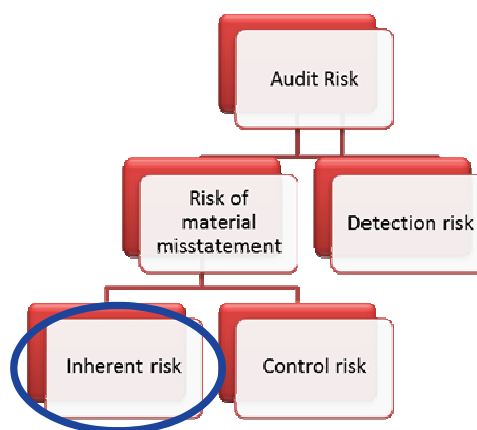 Audit Risk
Risk of
material
misstatement
Detection risk
Inherent risk
Control risk